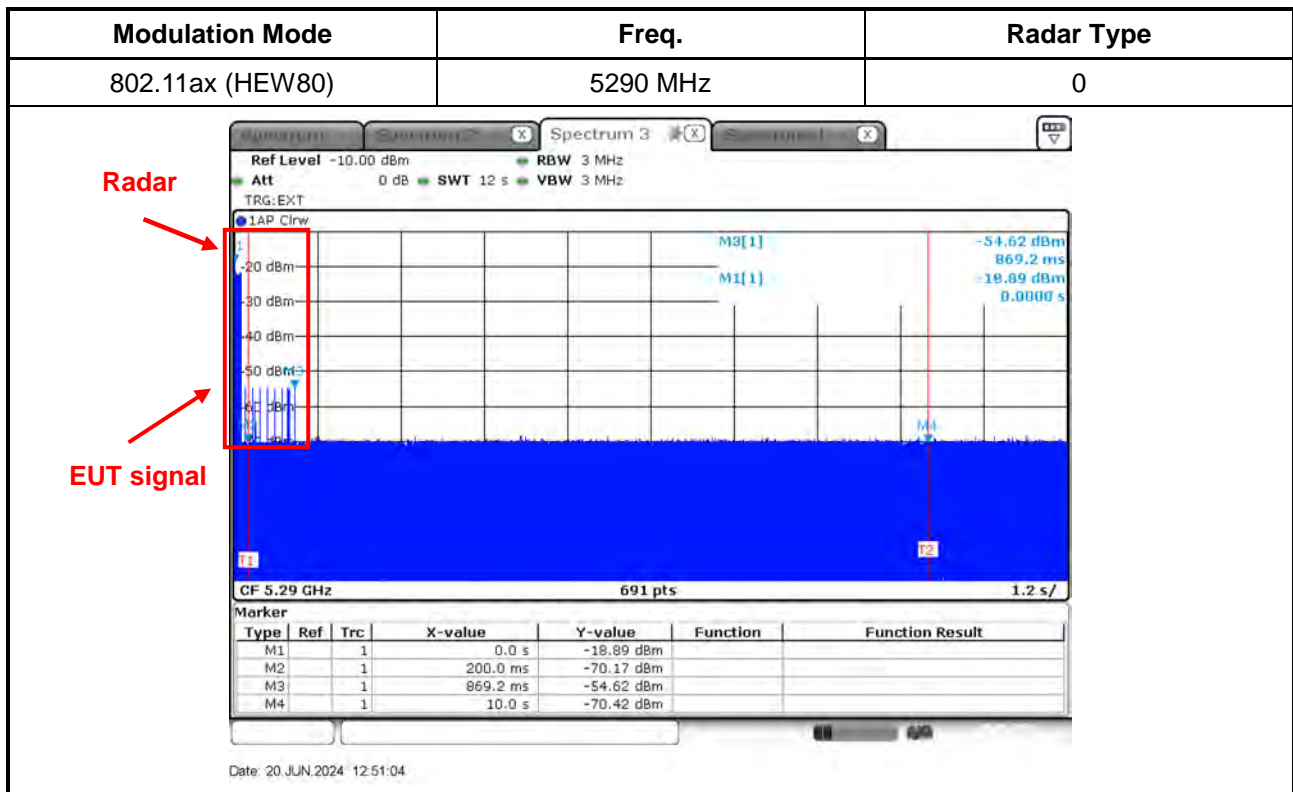 Modulation Mode Freq. Radar Type
802.11ax (HEW80) 5290 MHz 0
Spectrum 3
Ref Level -10.00 dBm RBW 3 MHz
Radar
Att 0 dB SWT 12 s VBW 3 MHz
TRG:EXT
1AP Clrw
1
M3[1] -54.62 dBm
869.2 ms
-20 dBm
M1[1] -18.89 dBm
0.0000 s
-30 dBm
-40 dBm
-50 dBm
M4
EUT signal
T1 T2
CF 5.29 GHz 691 pts 1.2 s/
Marker
Type Ref Trc X-value Y-value Function Function Result
M1 1 0.0 s -18.89 dBm
M2 1 200.0 ms -70.17 dBm
M3 1 869.2 ms -54.62 dBm
M4 1 10.0 s -70.42 dBm
Date: 20.JUN.2024 12:51:04